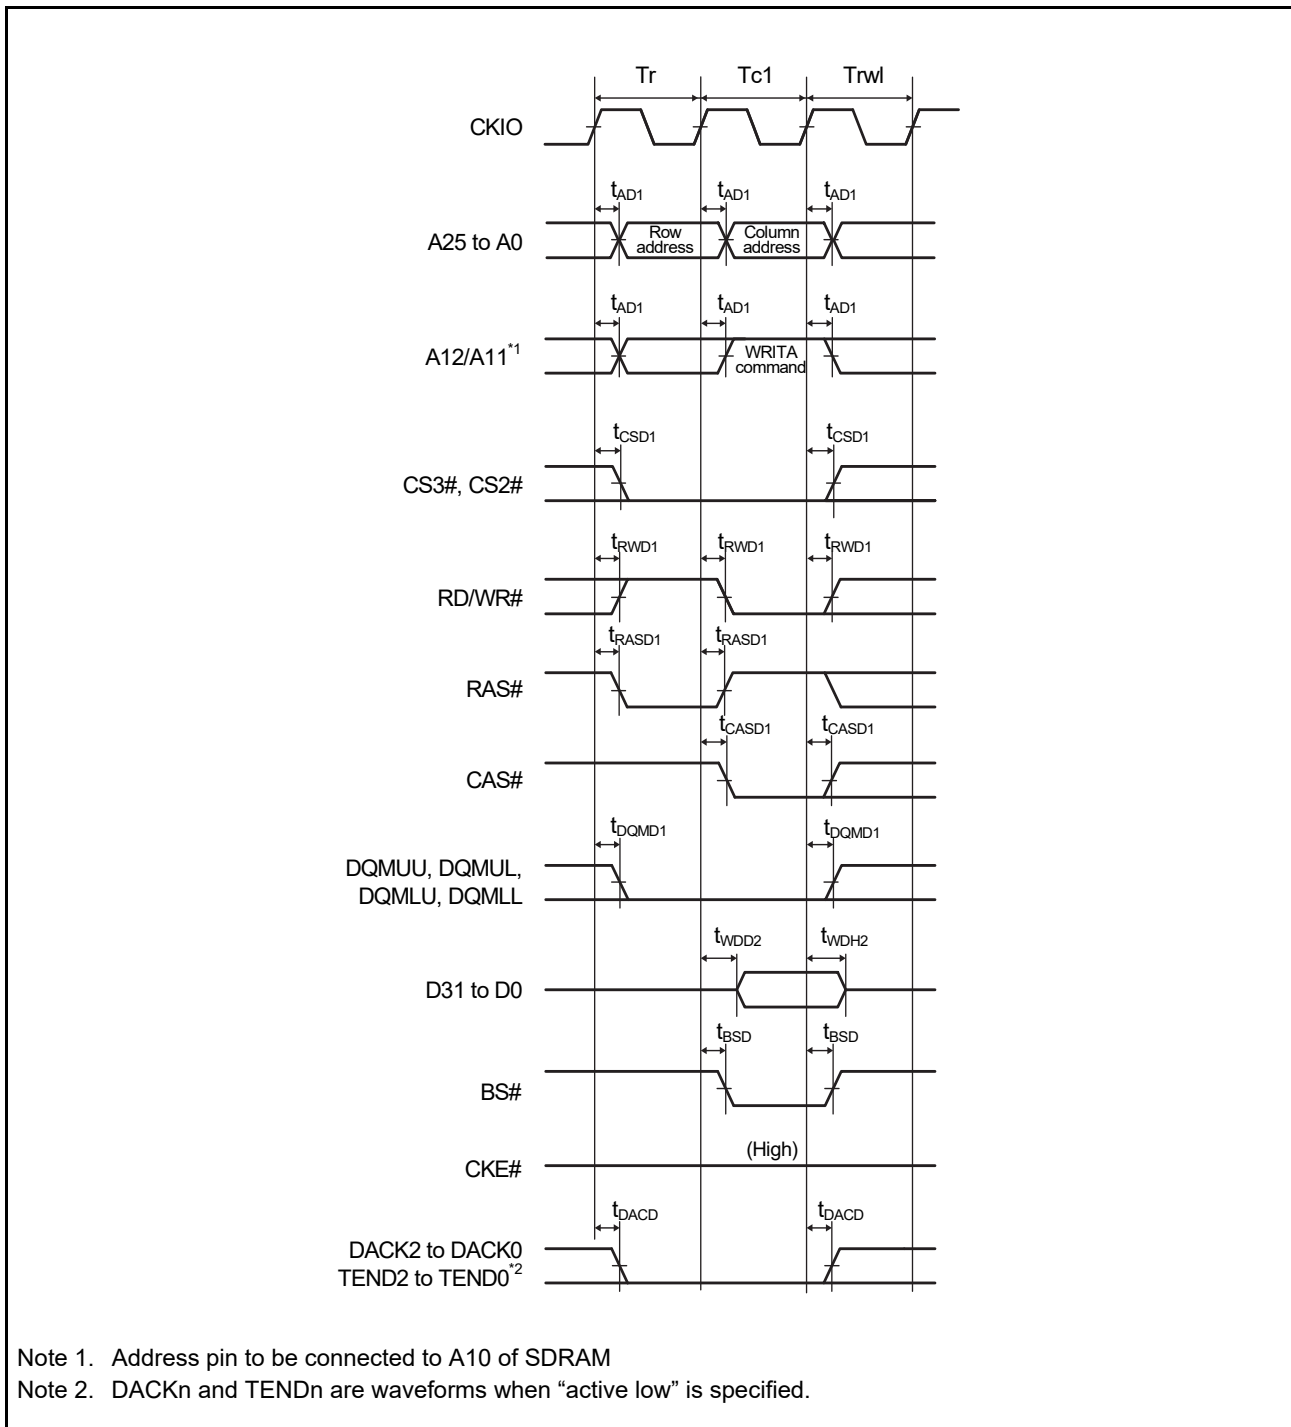 Tr Tc1 Trwl
CKIO
tAD1 tAD1 tAD1
A25 to A0
Row address
Column address
tAD1 tAD1 tAD1
A12/A11*1
WRITA command
tCSD1 tCSD1
CS3#, CS2#
tRWD1 tRWD1 tRWD1
RD/WR#
tRASD1 tRASD1
RAS#
tCASD1 tCASD1
CAS#
tDQMD1 tDQMD1
DQMUU, DQMUL,
DQMLU, DQMLL
tWDD2 tWDH2
D31 to D0
tBSD tBSD
BS#
(High)
CKE#
tDACD tDACD
DACK2 to DACK0
TEND2 to TEND0*2
Note 1. Address pin to be connected to A10 of SDRAM
Note 2. DACKn and TENDn are waveforms when “active low” is specified.